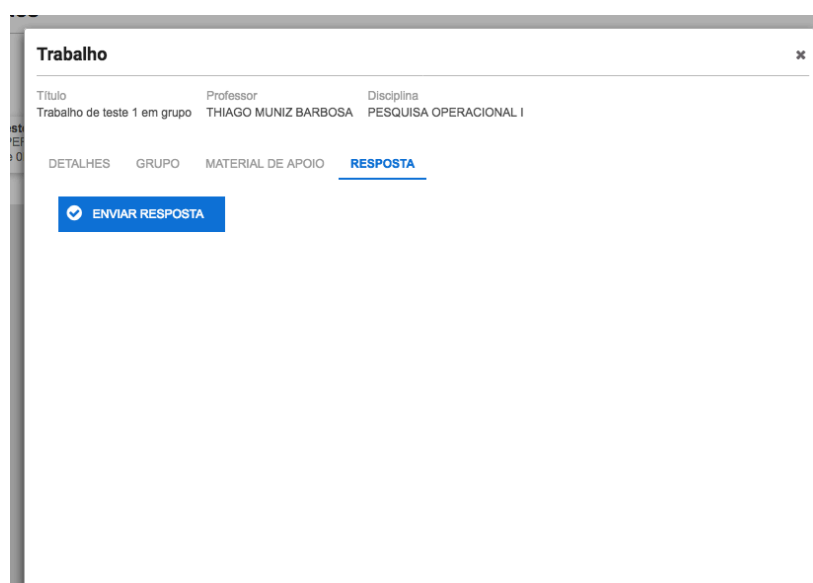 Trabalho
Título Professor Disciplina
Trabalho de teste 1 em grupo THIAGO MUNIZ BARBOSA PESQUISA OPERACIONAL I
DETALHES GRUPO MATERIAL DE APOIO RESPOSTA
ENVIAR RESPOSTA